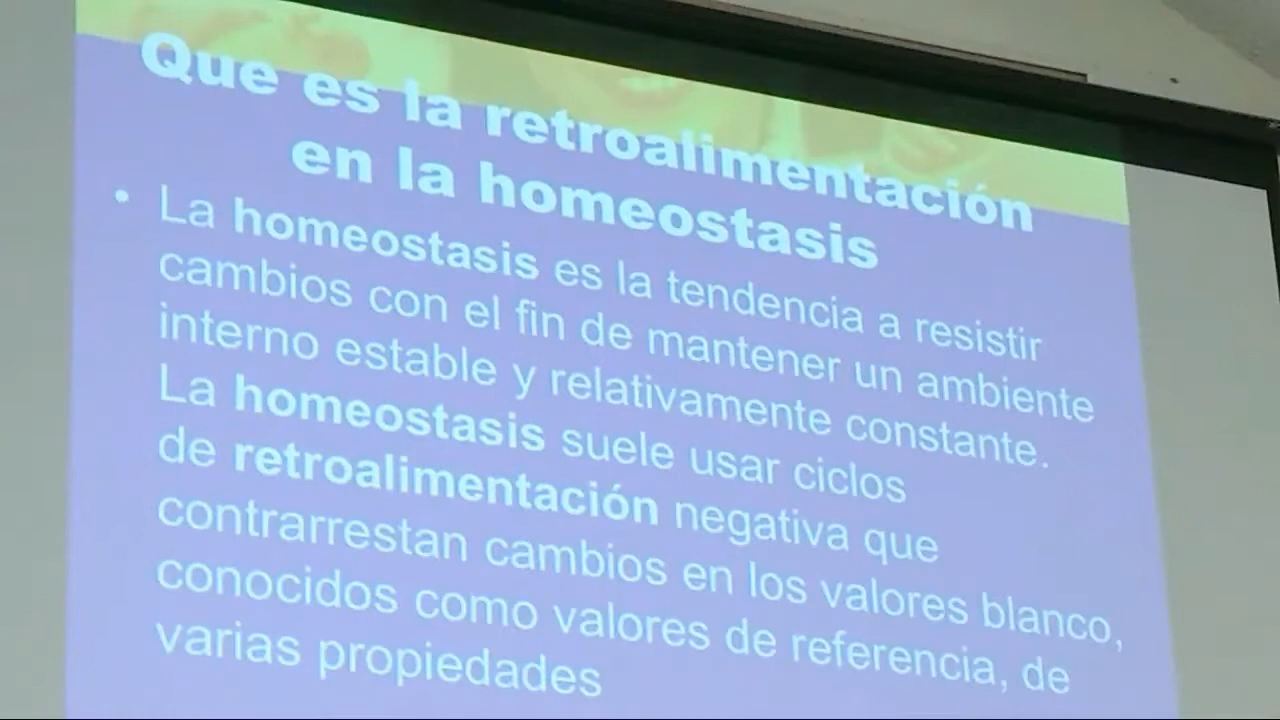 Que es la retroalimentación
en la homeostasis
• La homeostasis es la tendencia a resistir
cambios con el fin de mantener un ambiente
interno estable y relativamente constante.
La homeostasis suele usar ciclos
de retroalimentación negativa que
contrarrestan cambios en los valores blanco,
conocidos como valores de referencia, de
varias propiedades